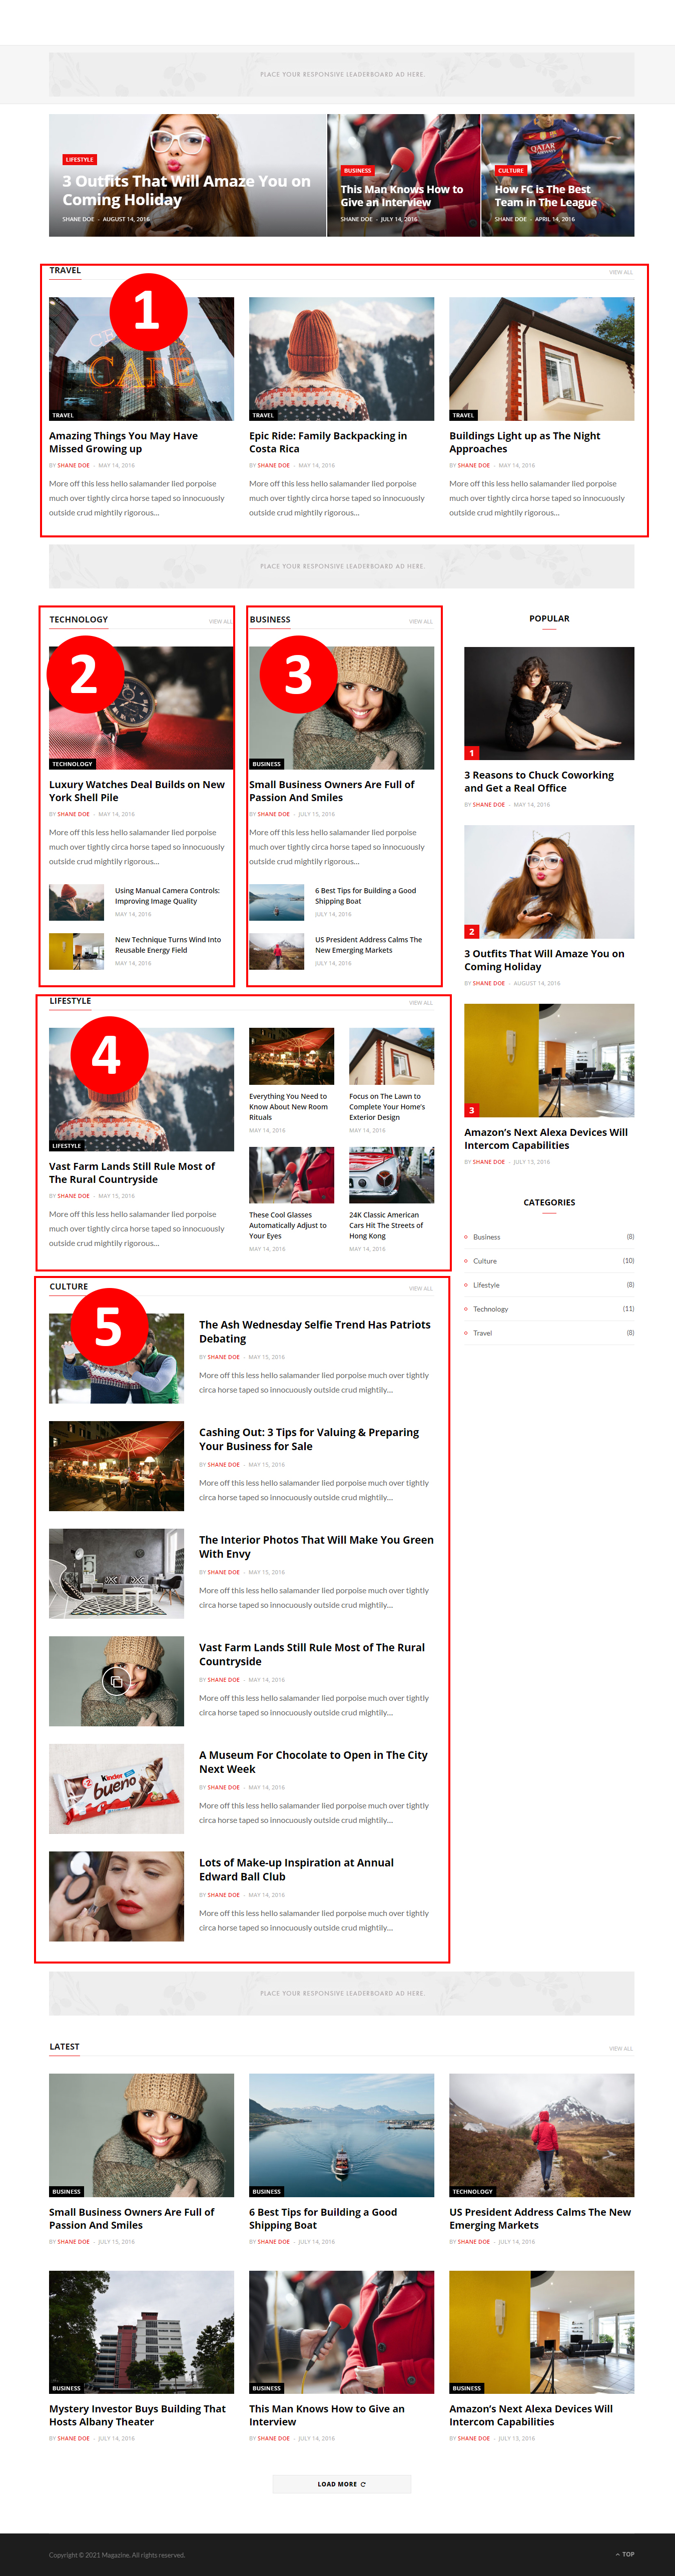 PLACE YOUR RESPONSIVE LEADERBOARD AD HERE.
LIFESTYLE
3 Outfits That Will Amaze You on
Coming Holiday
SHANE DOE - AUGUST 14, 2016
BUSINESS
This Man Knows How to
Give an Interview
SHANE DOE - JULY 14, 2016
QATAR
AIRWAYS
CULTURE
How FC is The Best
Team in The League
SHANE DOE - APRIL 14, 2016
TRAVEL
VIEW ALL
1
CAFE
TRAVEL
Amazing Things You May Have
Missed Growing up
BY SHANE DOE - MAY 14, 2016
More off this less hello salamander lied porpoise
much over tightly circa horse taped so innocuously
outside crud mightily rigorous...
TRAVEL
Epic Ride: Family Backpacking in
Costa Rica
BY SHANE DOE - MAY 14, 2016
More off this less hello salamander lied porpoise
much over tightly circa horse taped so innocuously
outside crud mightily rigorous...
TRAVEL
Buildings Light up as The Night
Approaches
BY SHANE DOE - MAY 14, 2016
More off this less hello salamander lied porpoise
much over tightly circa horse taped so innocuously
outside crud mightily rigorous...
PLACE YOUR RESPONSIVE LEADERBOARD AD HERE.
TECHNOLOGY
VIEW ALL
2
TECHNOLOGY
Luxury Watches Deal Builds on New
York Shell Pile
BY SHANE DOE - MAY 14, 2016
More off this less hello salamander lied porpoise
much over tightly circa horse taped so innocuously
outside crud mightily rigorous...
Using Manual Camera Controls:
Improving Image Quality
MAY 14, 2016
New Technique Turns Wind Into
Reusable Energy Field
MAY 14, 2016
BUSINESS
VIEW ALL
3
BUSINESS
Small Business Owners Are Full of
Passion And Smiles
BY SHANE DOE - JULY 15, 2016
More off this less hello salamander lied porpoise
much over tightly circa horse taped so innocuously
outside crud mightily rigorous...
6 Best Tips for Building a Good
Shipping Boat
JULY 14, 2016
US President Address Calms The
New Emerging Markets
JULY 14, 2016
LIFESTYLE
VIEW ALL
4
LIFESTYLE
Vast Farm Lands Still Rule Most of
The Rural Countryside
BY SHANE DOE - MAY 15, 2016
More off this less hello salamander lied porpoise
much over tightly circa horse taped so innocuously
outside crud mightily rigorous...
Everything You Need to
Know About New Room
Rituals
MAY 14, 2016
Focus on The Lawn to
Complete Your Home's
Exterior Design
MAY 14, 2016
These Cool Glasses
Automatically Adjust to
Your Eyes
MAY 14, 2016
24K Classic American
Cars Hit The Streets of
Hong Kong
MAY 14, 2016
CULTURE
VIEW ALL
5
The Ash Wednesday Selfie Trend Has Patriots
Debating
BY SHANE DOE - MAY 15, 2016
More off this less hello salamander lied porpoise much over tightly
circa horse taped so innocuously outside crud mightily...
Cashing Out: 3 Tips for Valuing & Preparing
Your Business for Sale
BY SHANE DOE - MAY 15, 2016
More off this less hello salamander lied porpoise much over tightly
circa horse taped so innocuously outside crud mightily...
The Interior Photos That Will Make You Green
With Envy
BY SHANE DOE - MAY 15, 2016
More off this less hello salamander lied porpoise much over tightly
circa horse taped so innocuously outside crud mightily...
Vast Farm Lands Still Rule Most of The Rural
Countryside
BY SHANE DOE - MAY 14, 2016
More off this less hello salamander lied porpoise much over tightly
circa horse taped so innocuously outside crud mightily...
Kinder
bueno
2
A Museum For Chocolate to Open in The City
Next Week
BY SHANE DOE - MAY 14, 2016
More off this less hello salamander lied porpoise much over tightly
circa horse taped so innocuously outside crud mightily...
Lots of Make-up Inspiration at Annual
Edward Ball Club
BY SHANE DOE - MAY 14, 2016
More off this less hello salamander lied porpoise much over tightly
circa horse taped so innocuously outside crud mightily...
POPULAR
1
3 Reasons to Chuck Coworking
and Get a Real Office
BY SHANE DOE - MAY 14, 2016
2
3 Outfits That Will Amaze You on
Coming Holiday
BY SHANE DOE - AUGUST 14, 2016
3
Amazon's Next Alexa Devices Will
Intercom Capabilities
BY SHANE DOE - JULY 13, 2016
CATEGORIES
Business (8)
Culture (10)
Lifestyle (8)
Technology (11)
Travel (8)
PLACE YOUR RESPONSIVE LEADERBOARD AD HERE.
LATEST
VIEW ALL
BUSINESS
Small Business Owners Are Full of
Passion And Smiles
BY SHANE DOE - JULY 15, 2016
BUSINESS
6 Best Tips for Building a Good
Shipping Boat
BY SHANE DOE - JULY 14, 2016
TECHNOLOGY
US President Address Calms The New
Emerging Markets
BY SHANE DOE - JULY 14, 2016
BUSINESS
Mystery Investor Buys Building That
Hosts Albany Theater
BY SHANE DOE - JULY 14, 2016
BUSINESS
This Man Knows How to Give an
Interview
BY SHANE DOE - JULY 14, 2016
BUSINESS
Amazon's Next Alexa Devices Will
Intercom Capabilities
BY SHANE DOE - JULY 13, 2016
LOAD MORE
Copyright © 2021 Magazine. All rights reserved.
TOP